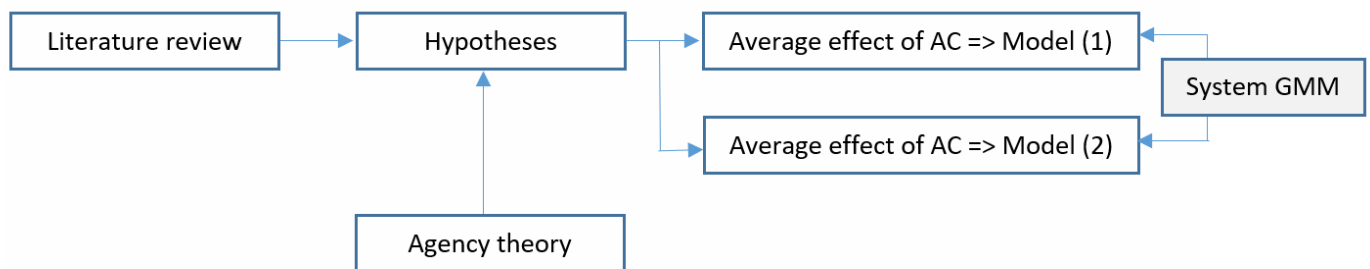 Literature review
Hypotheses
Average effect of AC => Model (1)
System GMM
Average effect of AC => Model (2)
Agency theory